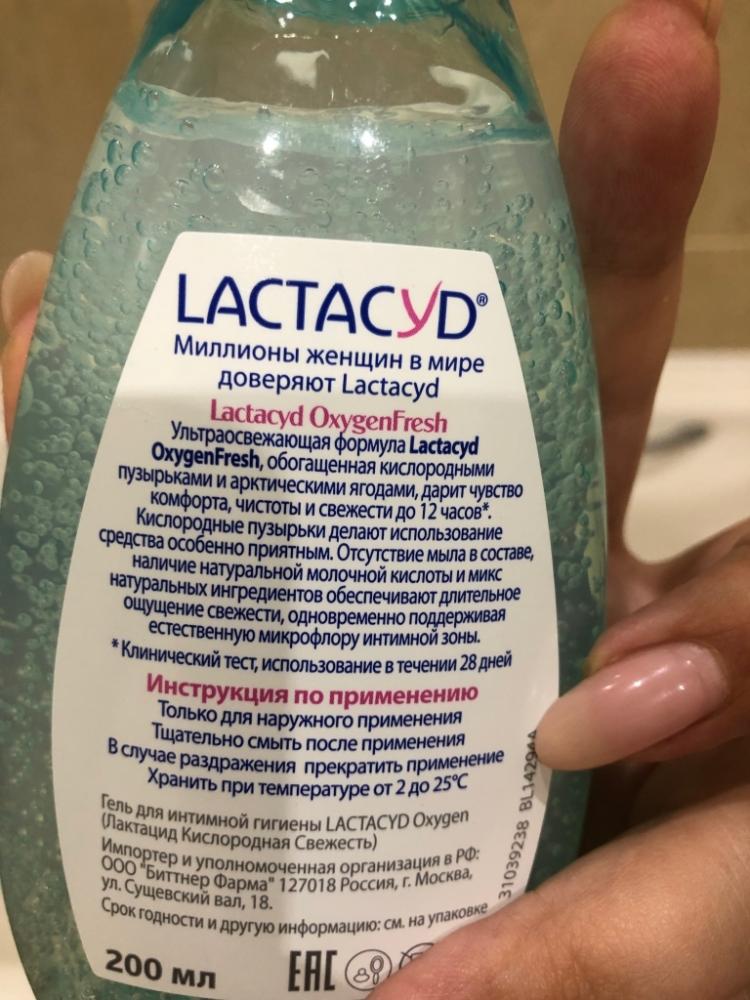 LACTACYD®
Миллионы женщин в мире
доверяют Lactacyd
Lactacyd OxygenFresh
Ультраосвежающая формула Lactacyd
OxygenFresh, обогащенная кислородными
пузырьками и арктическими ягодами, дарит чувство
комфорта, чистоты и свежести до 12 часов*.
Кислородные пузырьки делают использование
средства особенно приятным. Отсутствие мыла в составе,
наличие натуральной молочной кислоты и микс
натуральных ингредиентов обеспечивают длительное
ощущение свежести, одновременно поддерживая
естественную микрофлору интимной зоны.
* Клинический тест, использование в течении 28 дней
Инструкция по применению
Только для наружного применения
Тщательно смыть после применения
В случае раздражения прекратить применение
Хранить при температуре от 2 до 25°C
Гель для интимной гигиены LACTACYD Oxygen
(Лактацид Кислородная Свежесть)
Импортер и уполномоченная организация в РФ:
ООО "Биттнер Фарма" 127018 Россия, г. Москва,
ул. Сущевский вал, 18.
Срок годности и другую информацию: см. на упаковке
200 мл
EAC
31039238